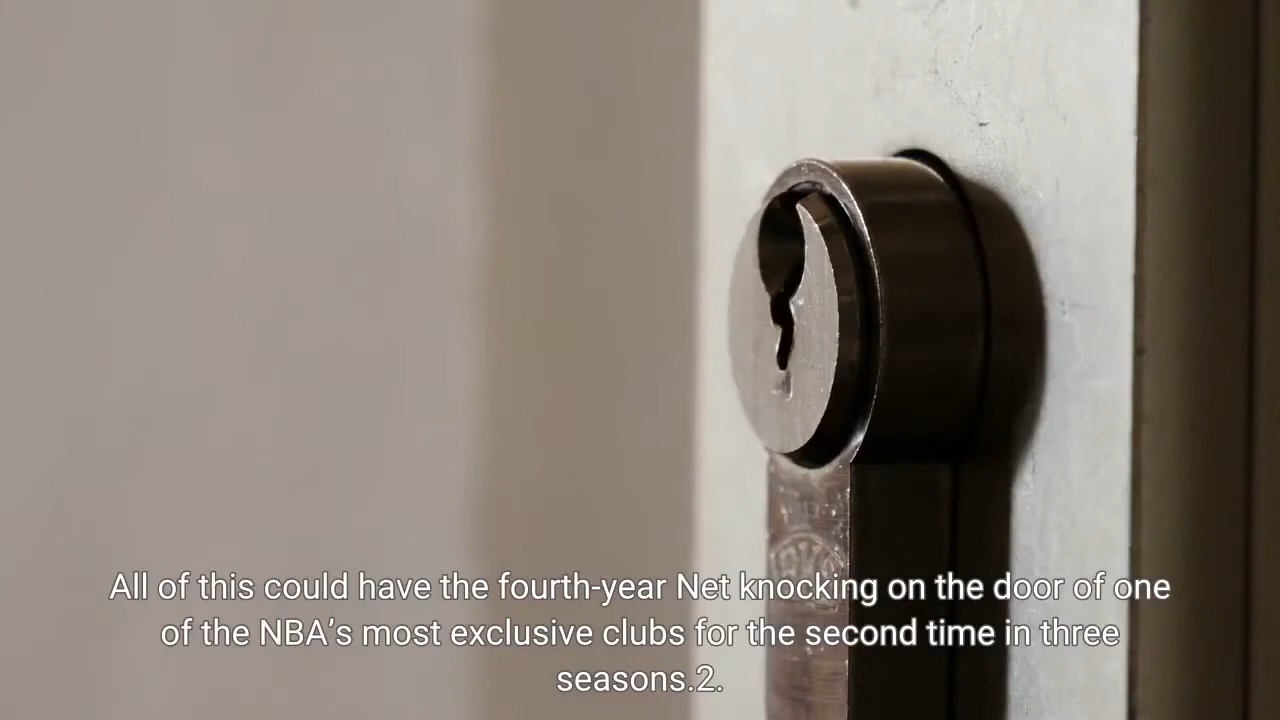 All of this could have the fourth-year Net knocking on the door of one
of the NBA’s most exclusive clubs for the second time in three
seasons.2.